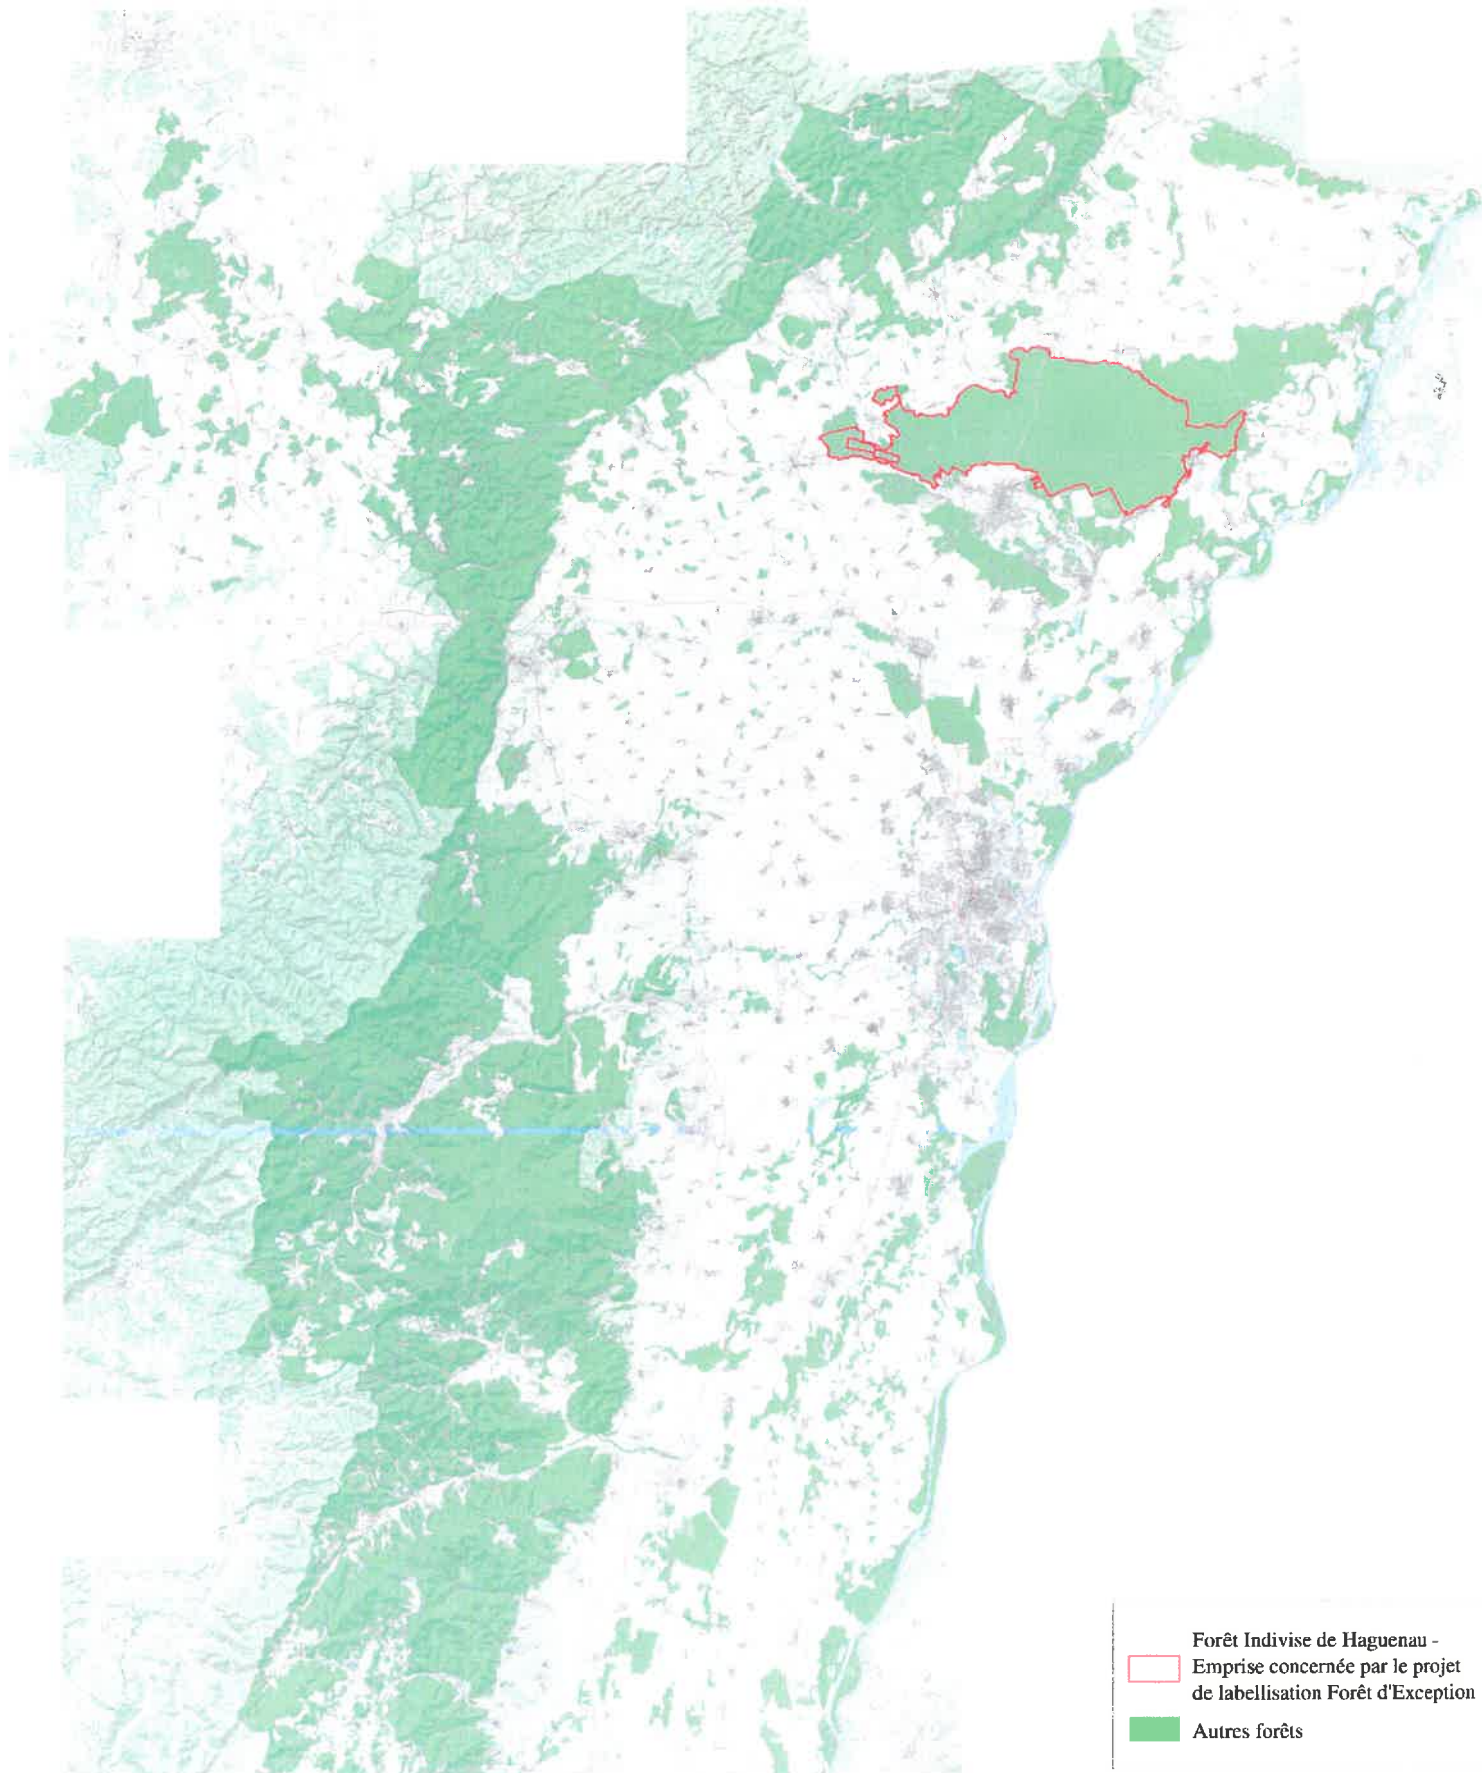 Forêt Indivise de Haguenau -
Emprise concernée par le projet
de labellisation Forêt d'Exception
Autres forêts